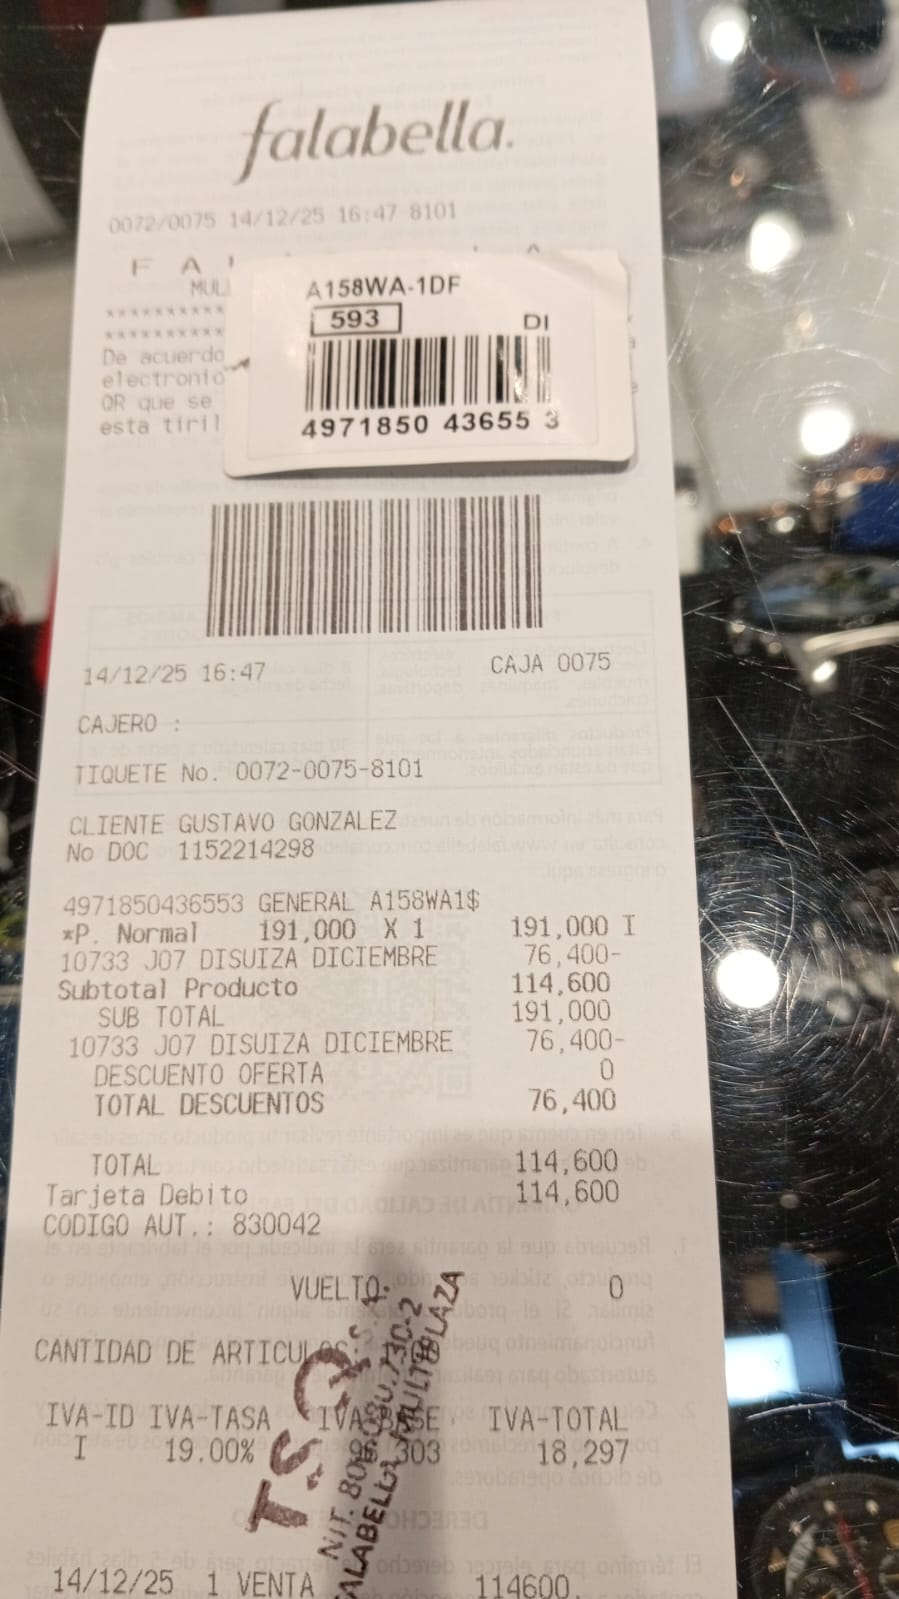 falabella.
0072/0075 14/12/25 16:47 8101
F A
MUL
A158WA-1DF
593
DI
4971850 43655 3
**********
**********
De acuerdo
electronic
QR que se
esta tiril
14/12/25 16:47 CAJA 0075
CAJERO :
TIQUETE No. 0072-0075-8101
CLIENTE GUSTAVO GONZALEZ
No DOC 1152214298
4971850436553 GENERAL A158WA1$
*P. Normal 191,000 X 1 191,000 I
10733 J07 DISUIZA DICIEMBRE 76,400-
Subtotal Producto 114,600
SUB TOTAL 191,000
10733 J07 DISUIZA DICIEMBRE 76,400-
DESCUENTO OFERTA 0
TOTAL DESCUENTOS 76,400
TOTAL 114,600
Tarjeta Debito 114,600
CODIGO AUT.: 830042
VUELTO 0
CANTIDAD DE ARTICULOS
IVA-ID IVA-TASA IVA-BASE IVA-TOTAL
I 19.00% 303 18,297
14/12/25 1 VENTA 114600.
T.S.Q.
NIT.
FALABELLA MULTIPLAZA